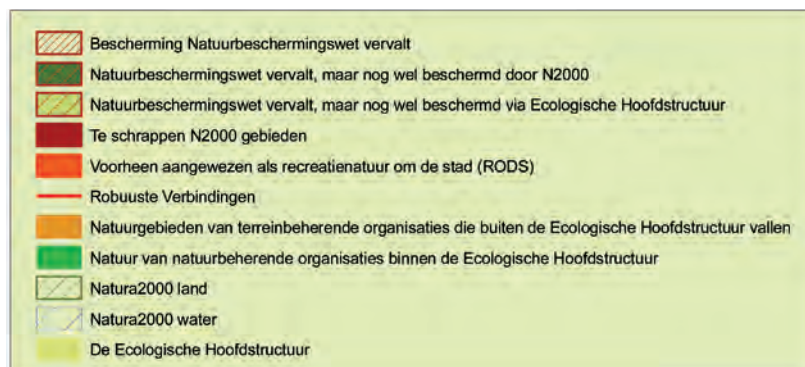 Bescherming Natuurbeschermingswet vervalt
Natuurbeschermingswet vervalt, maar nog wel beschermd door N2000
Natuurbeschermingswet vervalt, maar nog wel beschermd via Ecologische Hoofdstructuur
Te schrappen N2000 gebieden
Voorheen aangewezen als recreatienatuur om de stad (RODS)
Robuuste Verbindingen
Natuurgebieden van terreinbeherende organisaties die buiten de Ecologische Hoofdstructuur vallen
Natuur van natuurbeherende organisaties binnen de Ecologische Hoofdstructuur
Natura2000 land
Natura2000 water
De Ecologische Hoofdstructuur